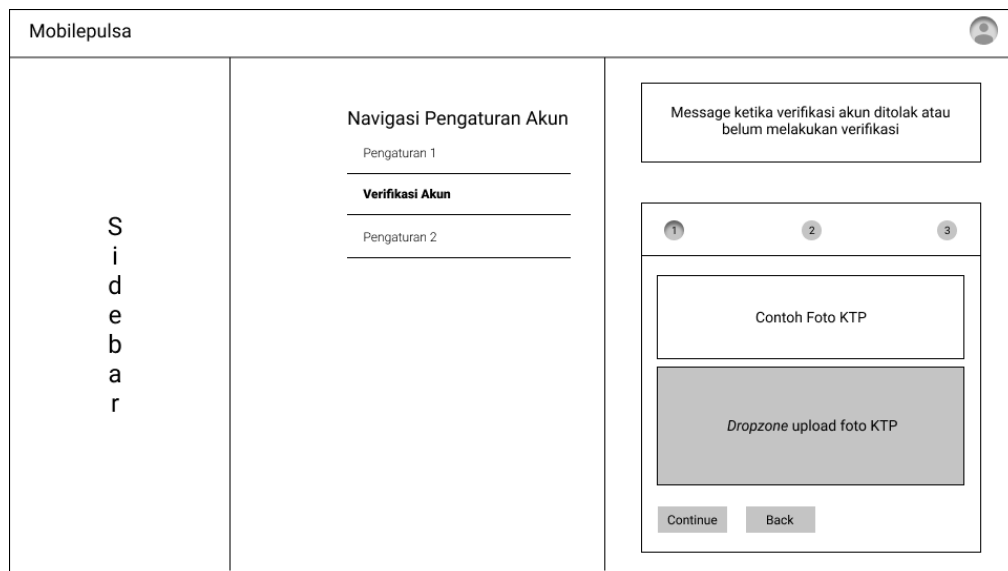 Mobilepulsa
S
i
d
e
b
a
r
Navigasi Pengaturan Akun
Pengaturan 1
Verifikasi Akun
Pengaturan 2
Message ketika verifikasi akun ditolak atau
belum melakukan verifikasi
1 2 3
Contoh Foto KTP
Dropzone upload foto KTP
Continue Back